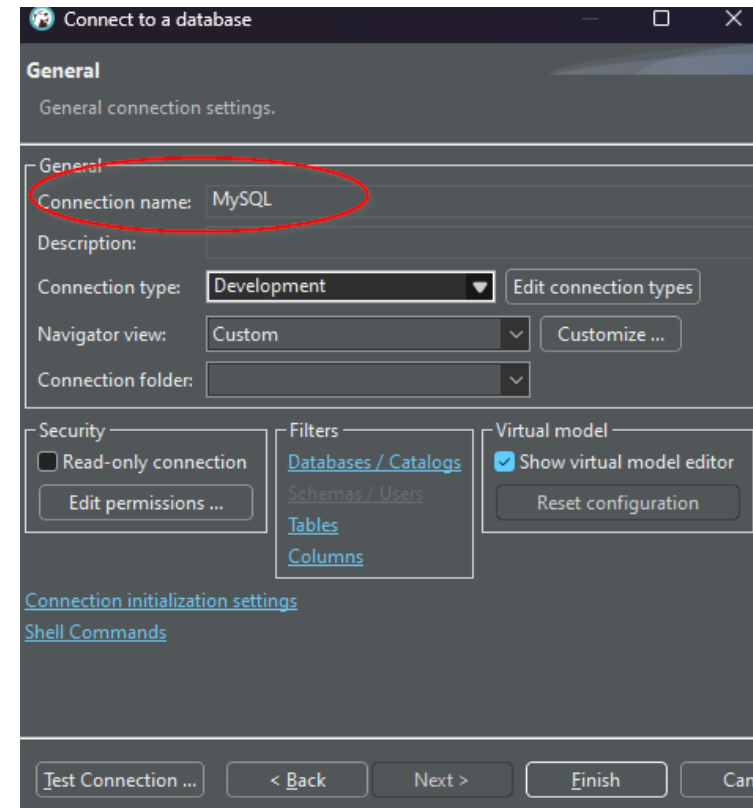 Connect to a database
General
General connection settings.
General
Connection name: MySQL
Description:
Connection type: Development Edit connection types
Navigator view: Custom Customize ...
Connection folder:
Security Filters Virtual model
Read-only connection Databases / Catalogs Show virtual model editor
Edit permissions ... Schemas / Users Reset configuration
Tables
Columns
Connection initialization settings
Shell Commands
Test Connection ... < Back Next > Finish